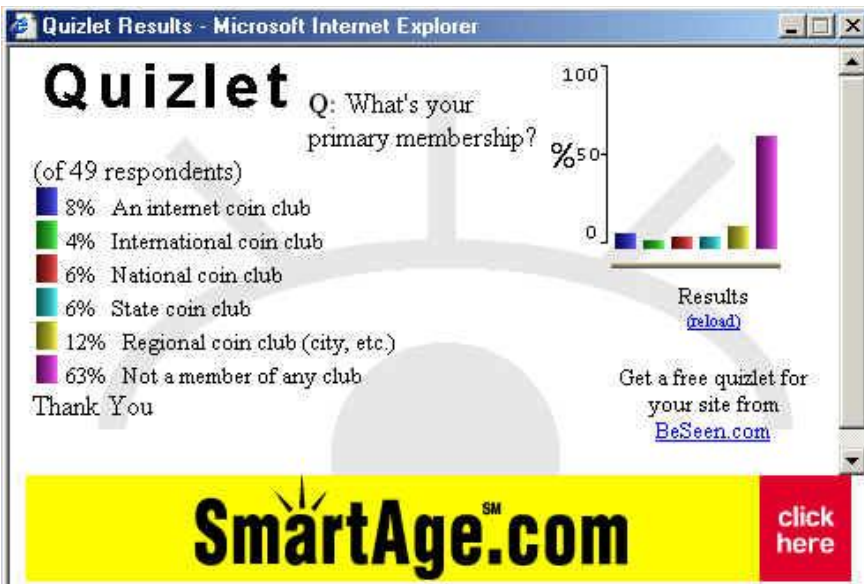 Quizlet Results - Microsoft Internet Explorer
Quizlet
Q: What's your
primary membership?
(of 49 respondents)
8% An internet coin club
4% International coin club
6% National coin club
6% State coin club
12% Regional coin club (city, etc.)
63% Not a member of any club
Thank You
100
%50
0
Results
(reload)
Get a free quizlet for
your site from
BeSeen.com
SmartAge.com SM
click
here